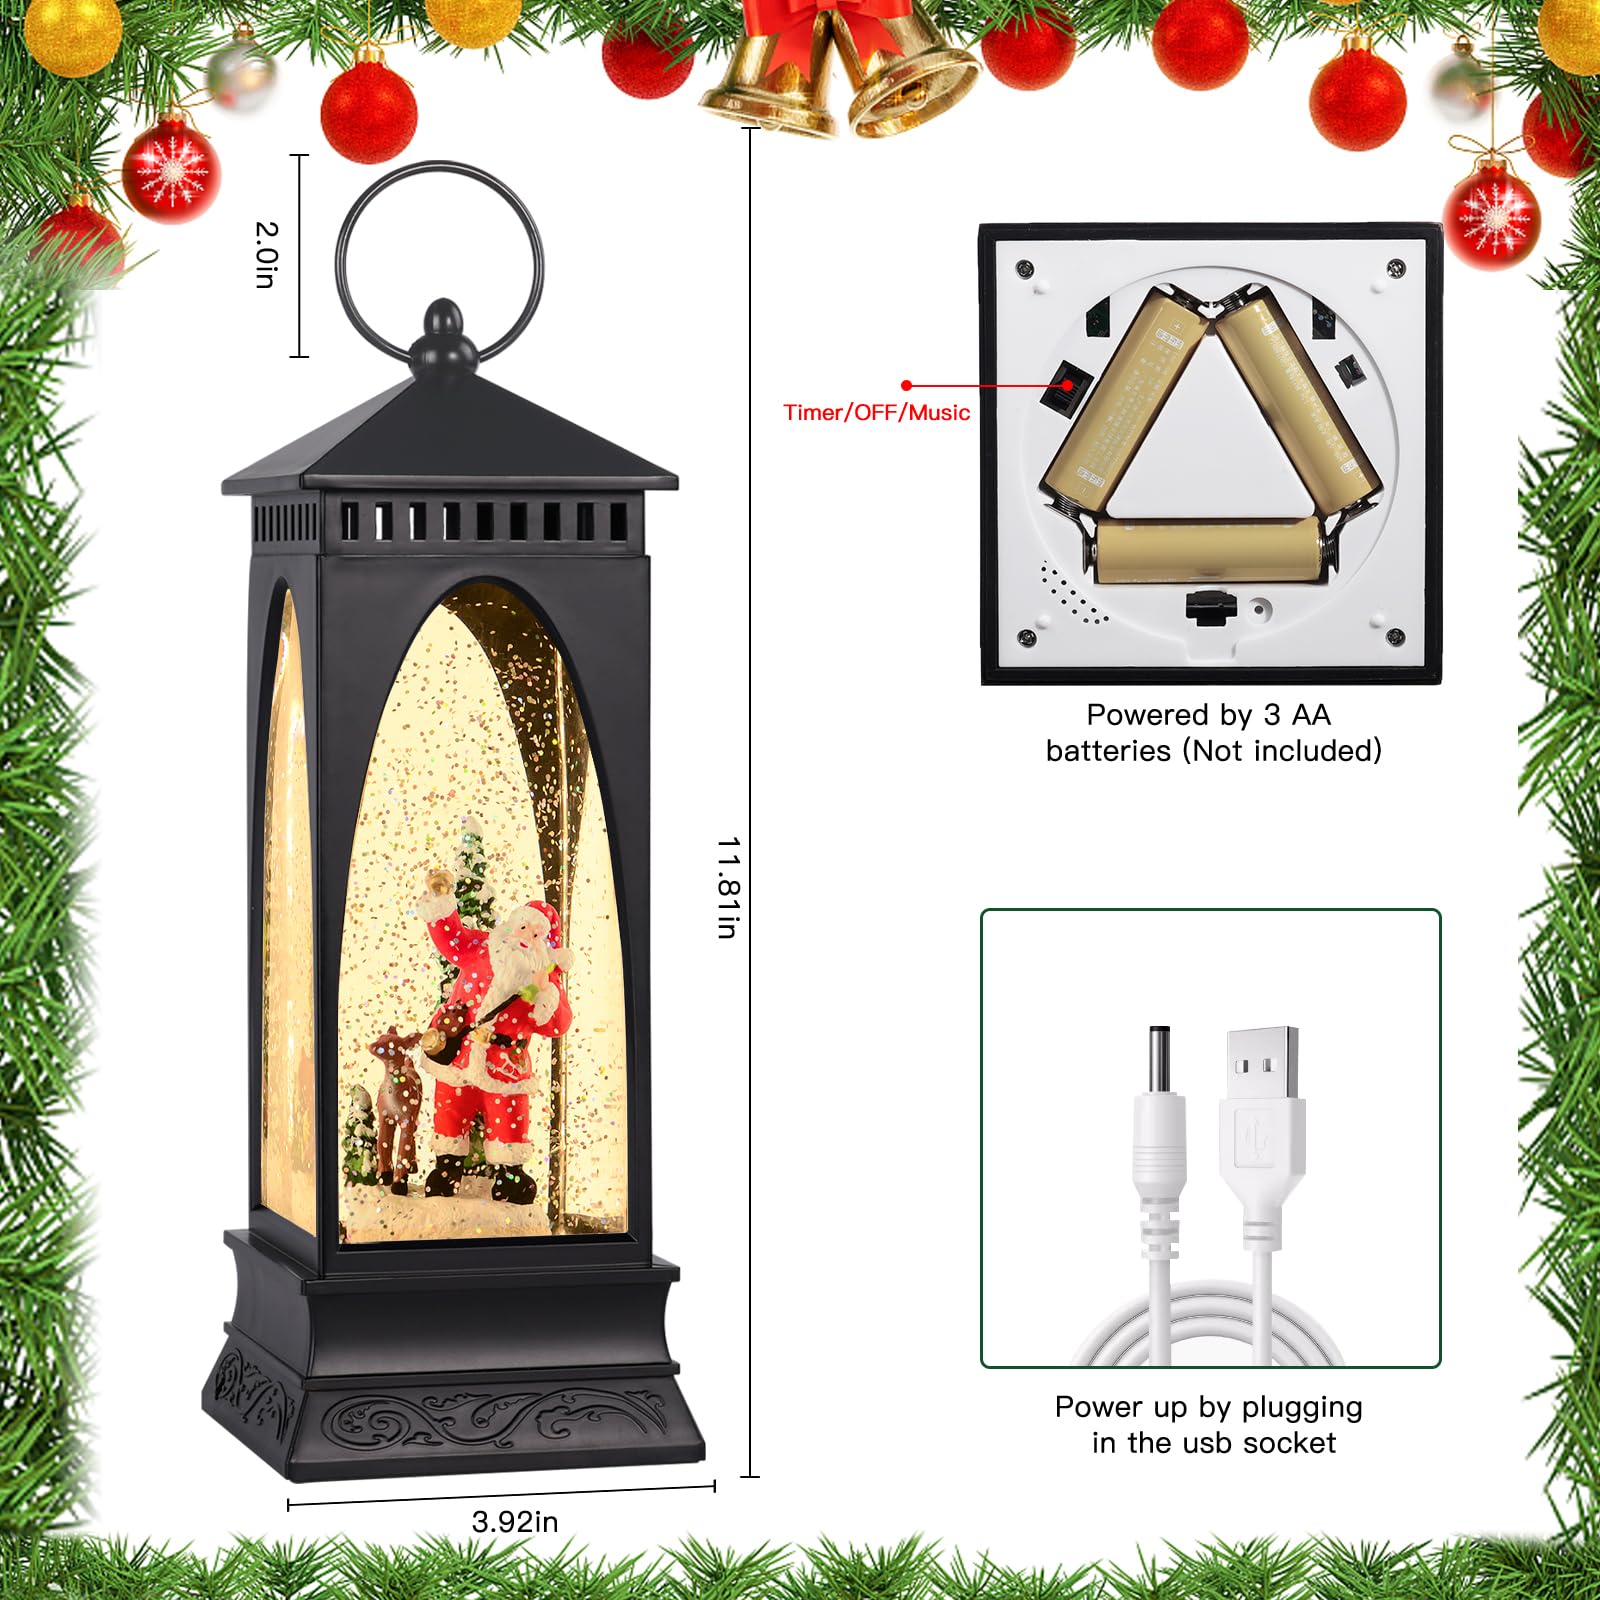 2.0in
11.81in
3.92in
Timer/OFF/Music
Powered by 3 AA
batteries (Not included)
Power up by plugging
in the usb socket